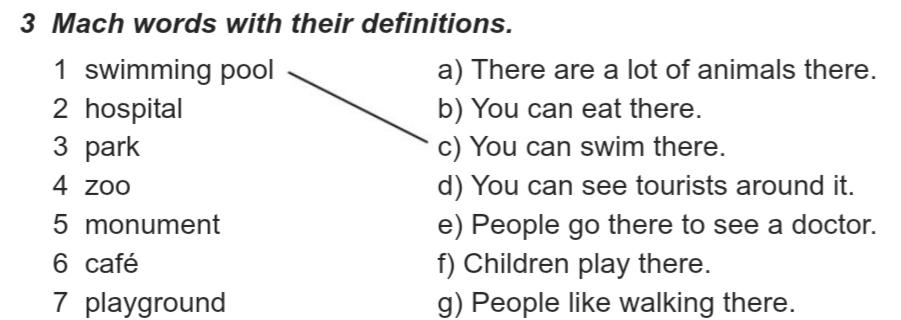 3 Mach words with their definitions.
1 swimming pool a) There are a lot of animals there.
2 hospital b) You can eat there.
3 park c) You can swim there.
4 zoo d) You can see tourists around it.
5 monument e) People go there to see a doctor.
6 café f) Children play there.
7 playground g) People like walking there.